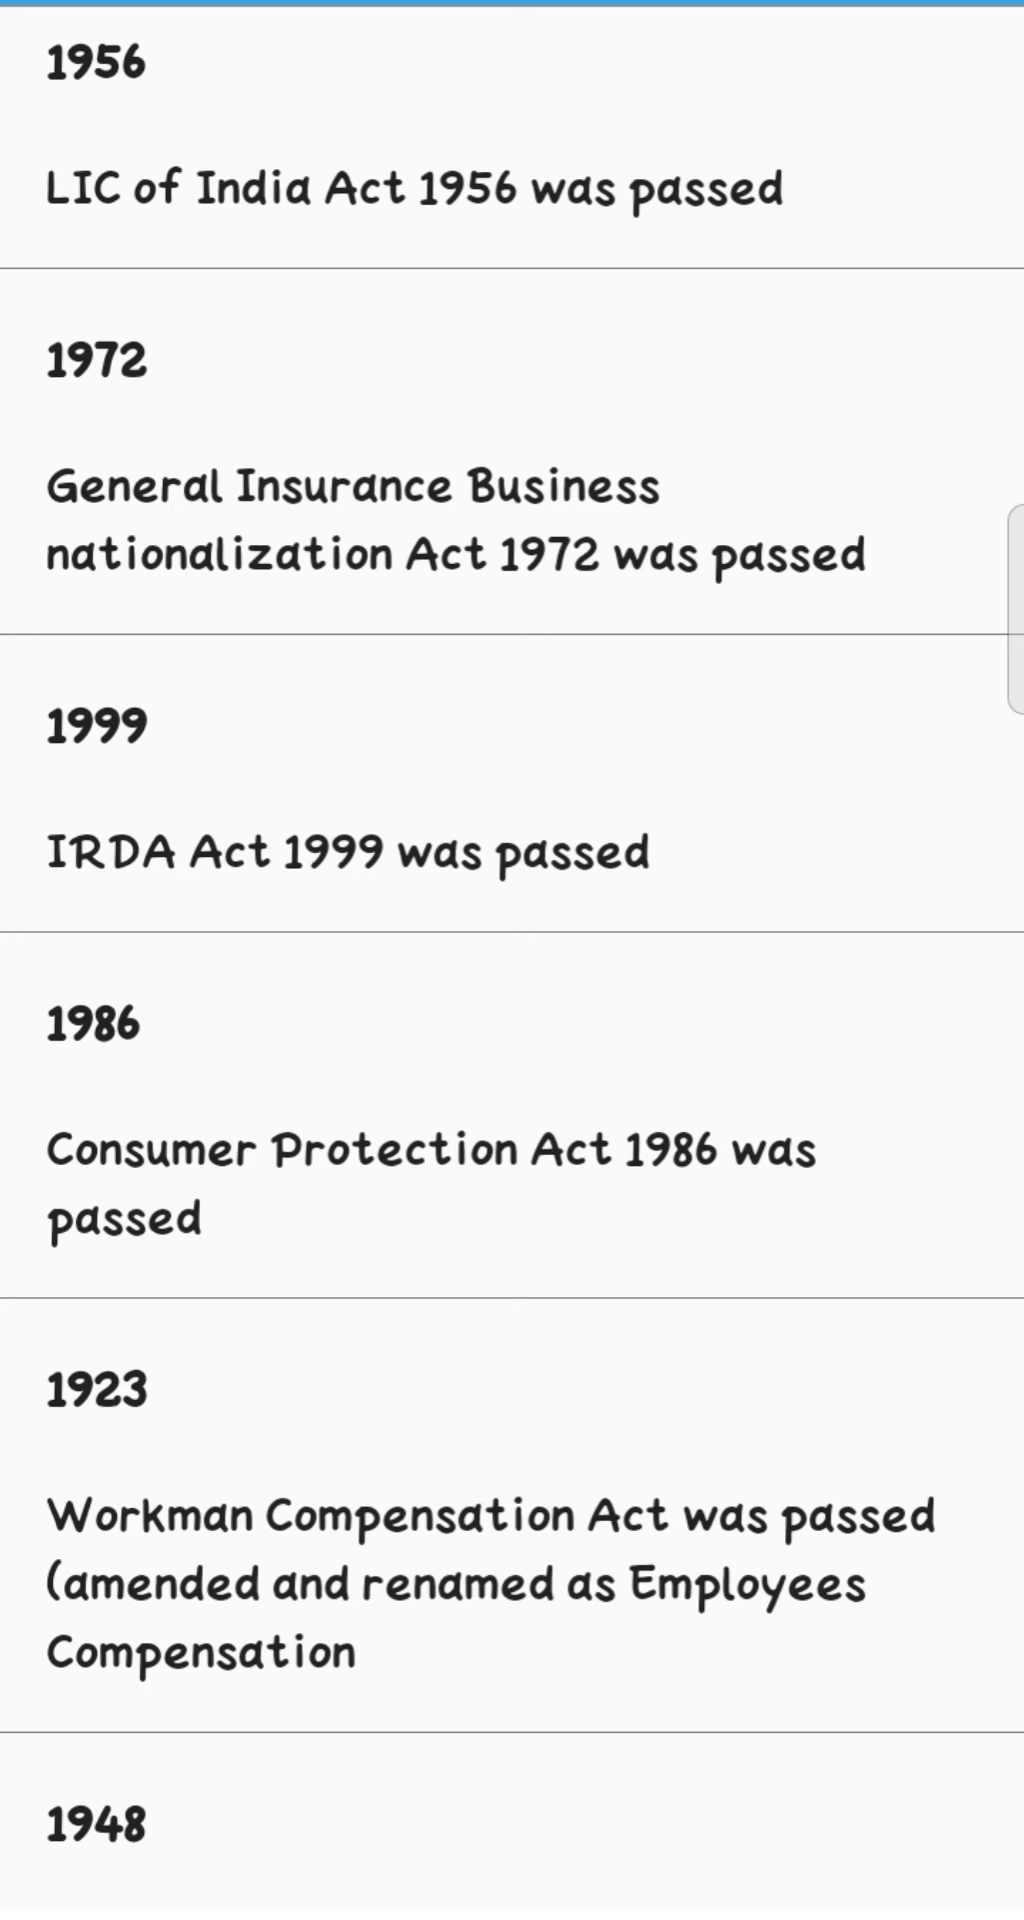 1956
LIC of India Act 1956 was passed
1972
General Insurance Business
nationalization Act 1972 was passed
1999
IRDA Act 1999 was passed
1986
Consumer Protection Act 1986 was
passed
1923
Workman Compensation Act was passed
(amended and renamed as Employees
Compensation
1948